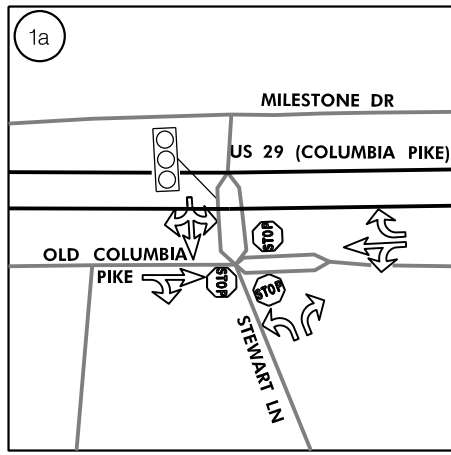 1a
MILESTONE DR
US 29 (COLUMBIA PIKE)
OLD COLUMBIA
PIKE
STOP
STOP
STOP
STEWART LN